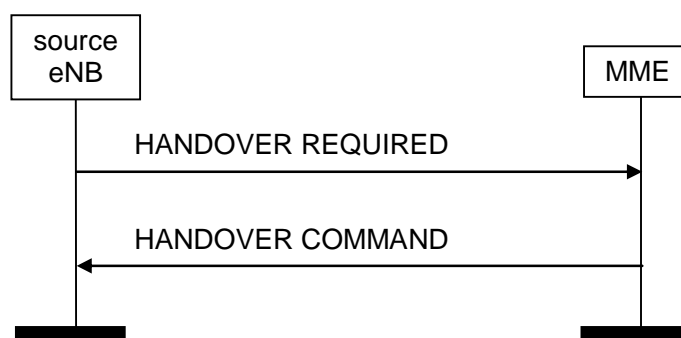 source
eNB
MME
HANDOVER REQUIRED
HANDOVER COMMAND